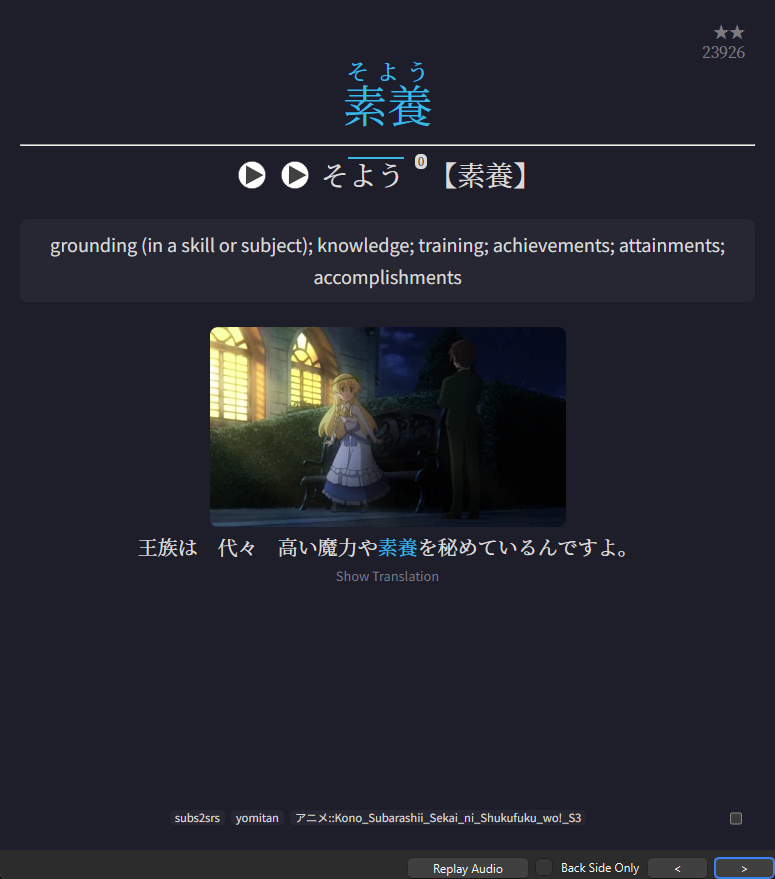 ★★
23926
そよう
素養
そよう 0 【素養】
grounding (in a skill or subject); knowledge; training; achievements; attainments;
accomplishments
王族は　代々　高い魔力や素養を秘めているんですよ。
Show Translation
subs2srs yomitan アニメ::Kono_Subarashii_Sekai_ni_Shukufuku_wo!_S3
Replay Audio Back Side Only < >